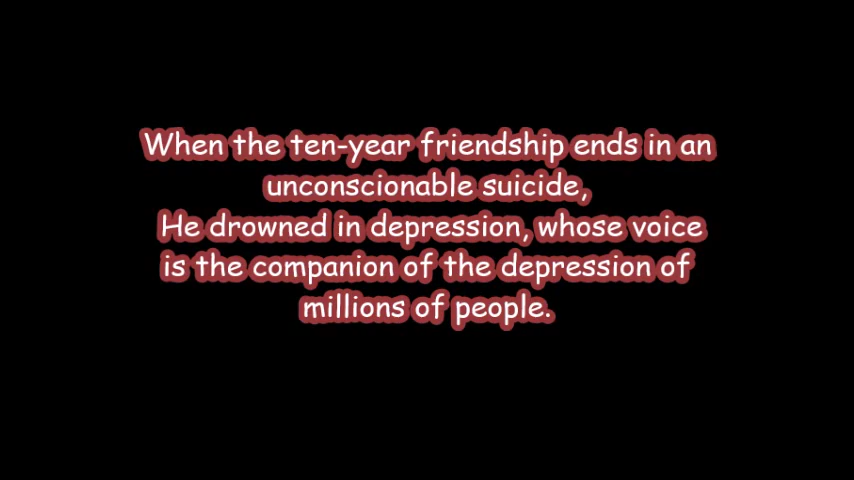 When the ten-year friendship ends in an
unconscionable suicide,
He drowned in depression, whose voice
is the companion of the depression of
millions of people.